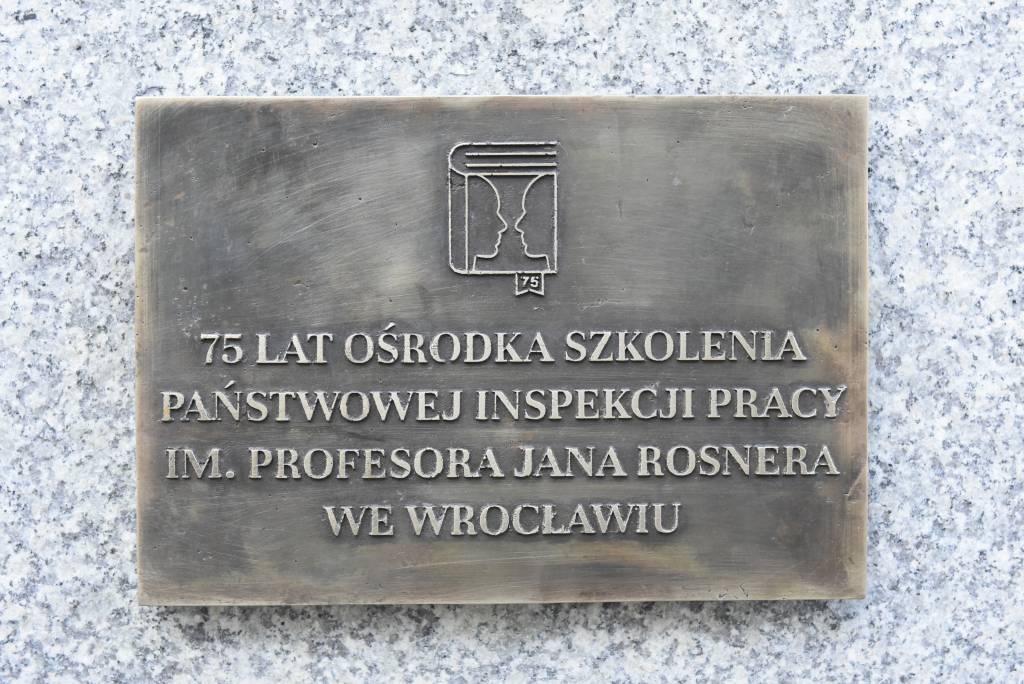 75
75 LAT OŚRODKA SZKOLENIA
PAŃSTWOWEJ INSPEKCJI PRACY
IM. PROFESORA JANA ROSNERA
WE WROCŁAWIU